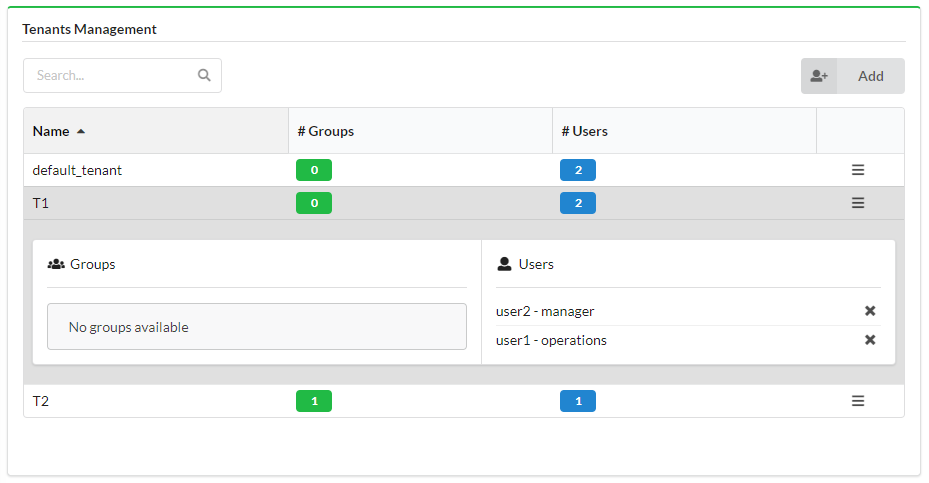 Tenants Management
Search...
Add
Name # Groups # Users
default_tenant 0 2
T1 0 2
Groups
No groups available
Users
user2 - manager
user1 - operations
T2 1 1